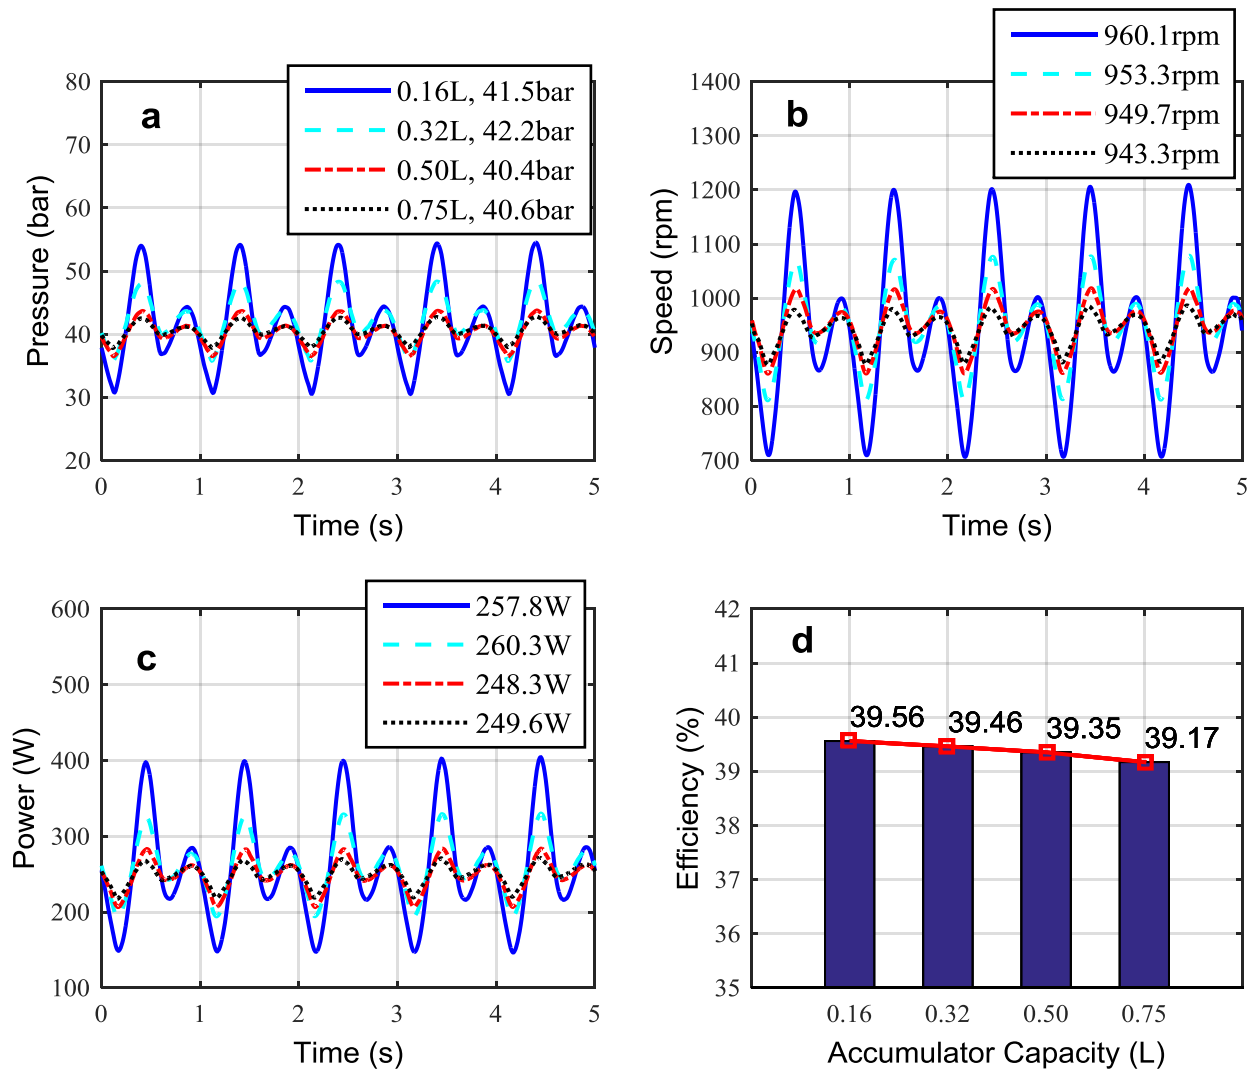 a
0.16L, 41.5bar
0.32L, 42.2bar
0.50L, 40.4bar
0.75L, 40.6bar
80
70
60
50
40
30
20
Pressure (bar)
0 1 2 3 4 5
Time (s)
b
960.1rpm
953.3rpm
949.7rpm
943.3rpm
1400
1300
1200
1100
1000
900
800
700
Speed (rpm)
0 1 2 3 4 5
Time (s)
c
257.8W
260.3W
248.3W
249.6W
600
500
400
300
200
100
Power (W)
0 1 2 3 4 5
Time (s)
d
42
41
40
39
38
37
36
35
Efficiency (%)
39.56 39.46 39.35 39.17
0.16 0.32 0.50 0.75
Accumulator Capacity (L)